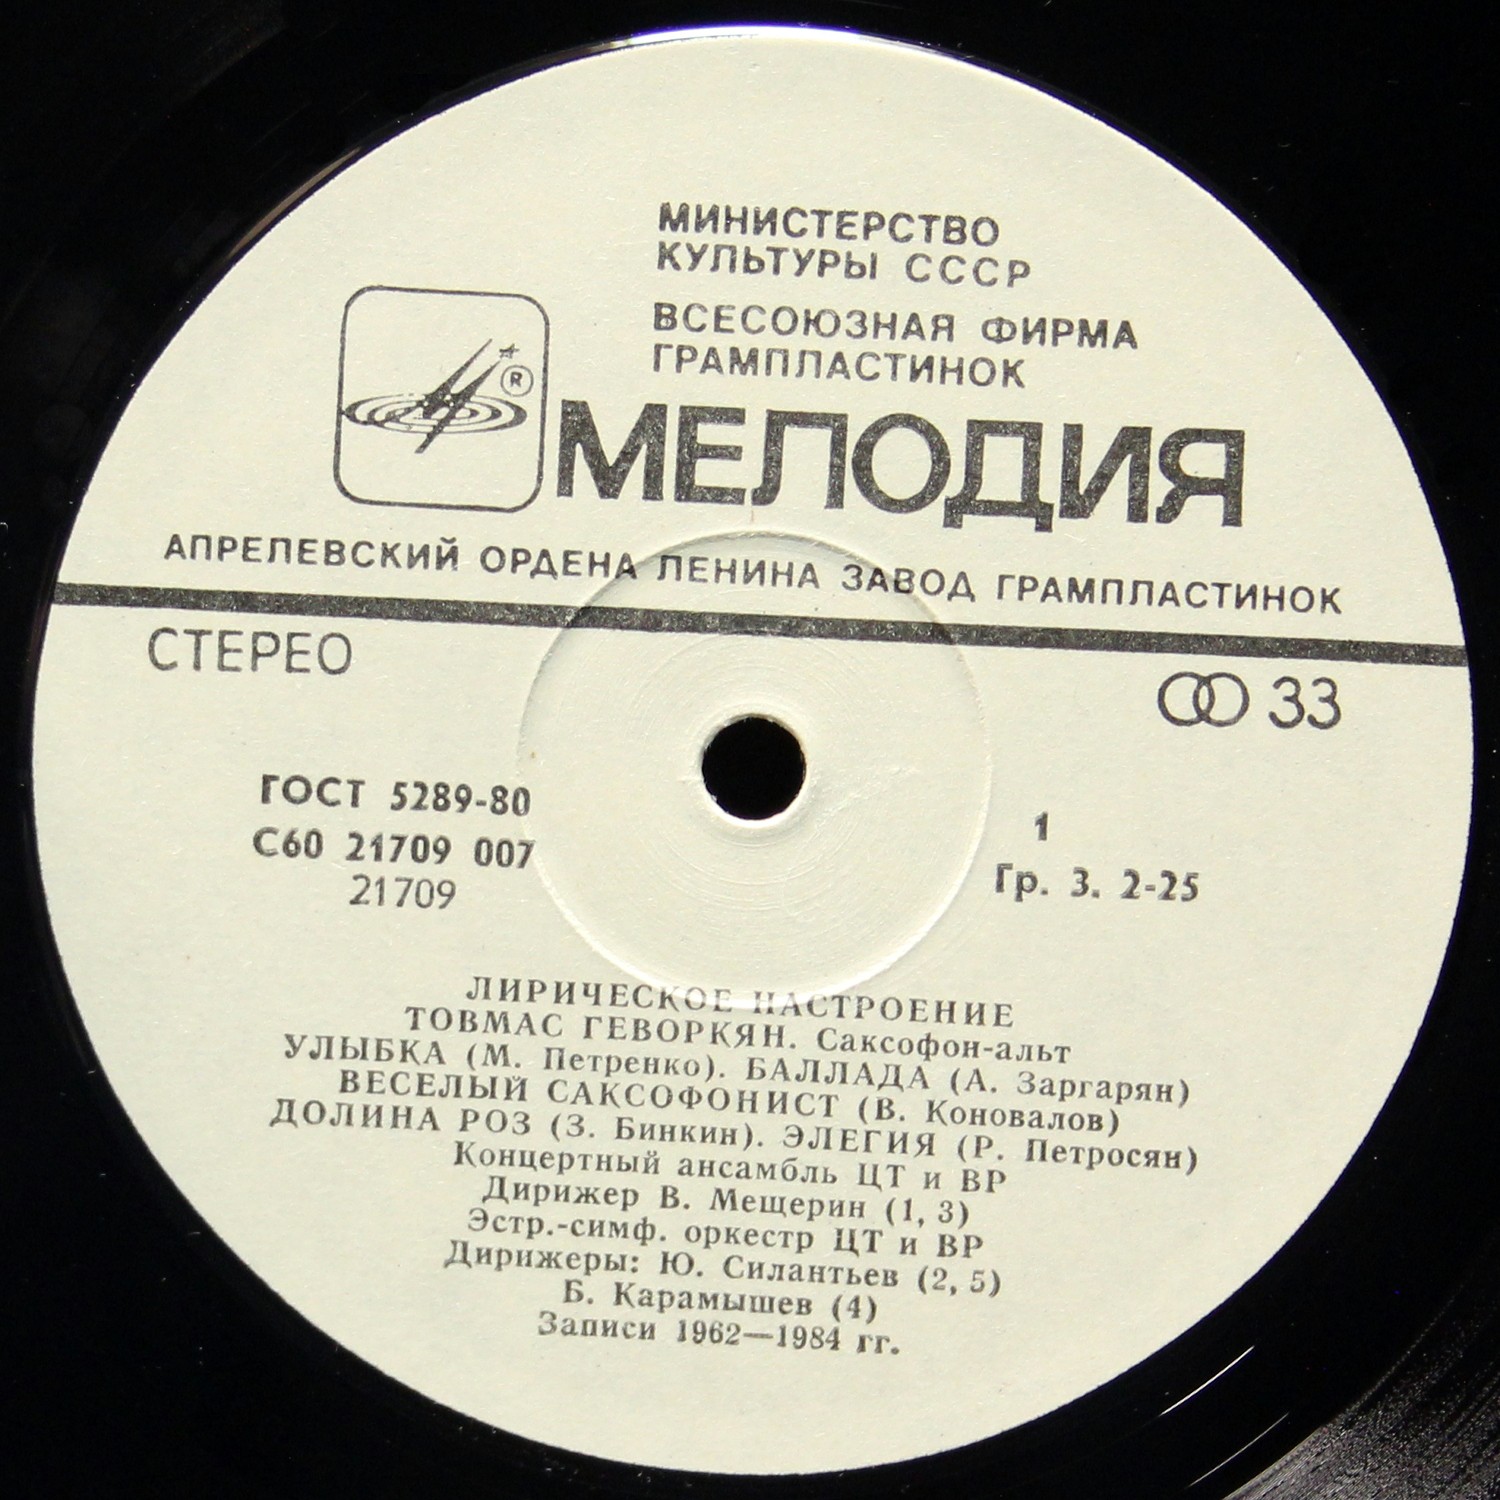 МИНИСТЕРСТВО
КУЛЬТУРЫ СССР
ВСЕСОЮЗНАЯ ФИРМА
ГРАМПЛАСТИНОК
®
МЕЛОДИЯ
АПРЕЛЕВСКИЙ ОРДЕНА ЛЕНИНА ЗАВОД ГРАМПЛАСТИНОК
СТЕРЕО
33
ГОСТ 5289-80
С60 21709 007
21709
1
Гр. 3. 2-25
ЛИРИЧЕСКОЕ НАСТРОЕНИЕ
ТОВМАС ГЕВОРКЯН. Саксофон-альт
УЛЫБКА (М. Петренко). БАЛЛАДА (А. Заргарян)
ВЕСЕЛЫЙ САКСОФОНИСТ (В. Коновалов)
ДОЛИНА РОЗ (З. Бинкин). ЭЛЕГИЯ (Р. Петросян)
Концертный ансамбль ЦТ и ВР
Дирижер В. Мещерин (1, 3)
Эстр.-симф. оркестр ЦТ и ВР
Дирижеры: Ю. Силантьев (2, 5)
Б. Карамышев (4)
Записи 1962—1984 гг.